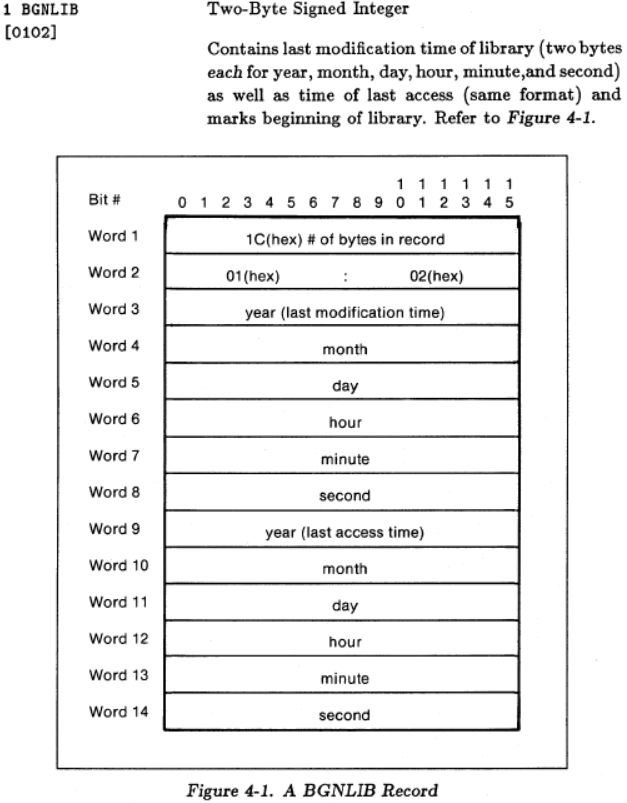 1 BGNLIB Two-Byte Signed Integer
[0102]
Contains last modification time of library (two bytes
each for year, month, day, hour, minute,and second)
as well as time of last access (same format) and
marks beginning of library. Refer to Figure 4-1.
1 1 1 1 1 1
Bit # 0 1 2 3 4 5 6 7 8 9 0 1 2 3 4 5
Word 1 1C(hex) # of bytes in record
Word 2 01(hex) : 02(hex)
Word 3 year (last modification time)
Word 4 month
Word 5 day
Word 6 hour
Word 7 minute
Word 8 second
Word 9 year (last access time)
Word 10 month
Word 11 day
Word 12 hour
Word 13 minute
Word 14 second
Figure 4-1. A BGNLIB Record